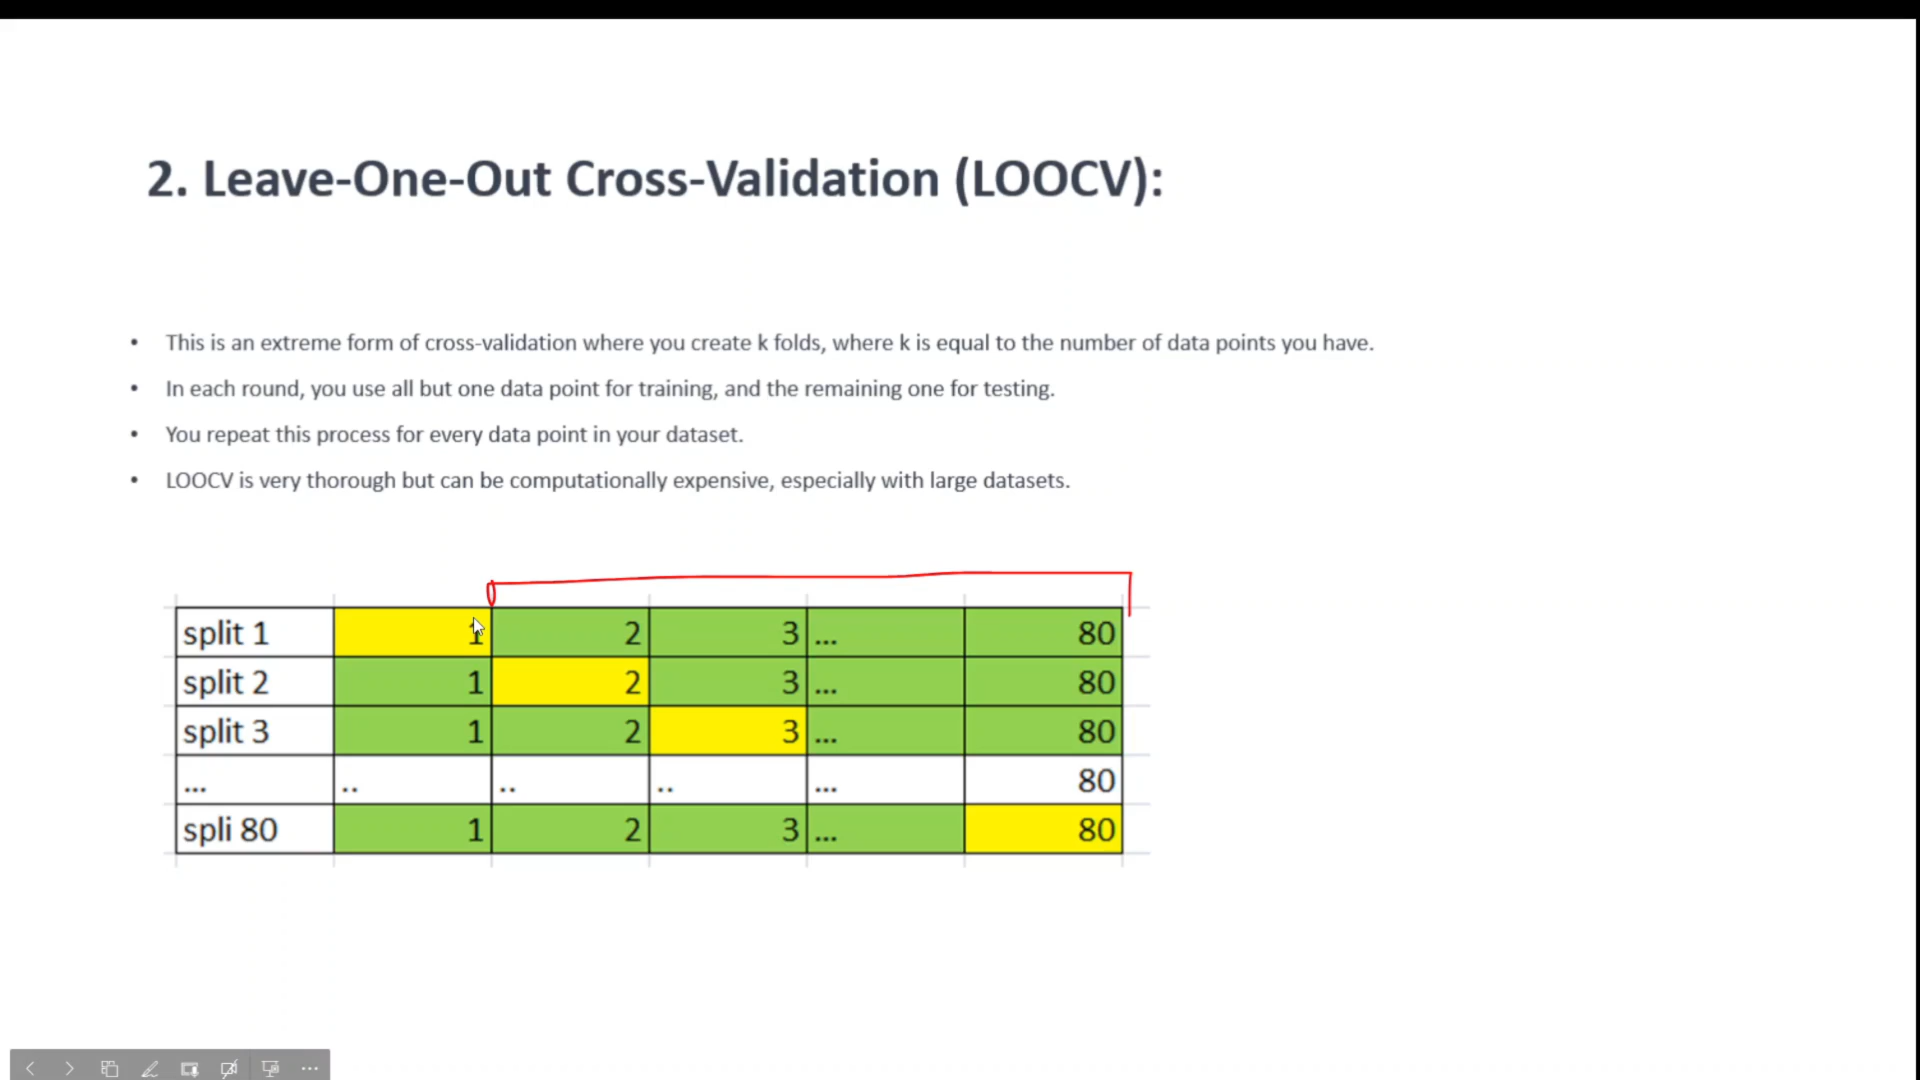 2. Leave-One-Out Cross-Validation (LOOCV):
• This is an extreme form of cross-validation where you create k folds, where k is equal to the number of data points you have.
• In each round, you use all but one data point for training, and the remaining one for testing.
• You repeat this process for every data point in your dataset.
• LOOCV is very thorough but can be computationally expensive, especially with large datasets.
split 1 1 2 3 ... 80
split 2 1 2 3 ... 80
split 3 1 2 3 ... 80
... .. .. .. ... 80
spli 80 1 2 3 ... 80